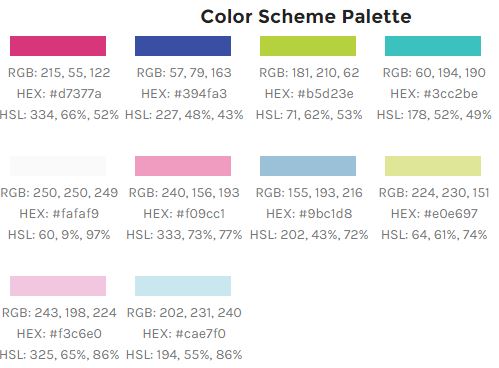 Color Scheme Palette
RGB: 215, 55, 122
HEX: #d7377a
HSL: 334, 66%, 52%
RGB: 57, 79, 163
HEX: #394fa3
HSL: 227, 48%, 43%
RGB: 181, 210, 62
HEX: #b5d23e
HSL: 71, 62%, 53%
RGB: 60, 194, 190
HEX: #3cc2be
HSL: 178, 52%, 49%
RGB: 250, 250, 249
HEX: #fafaf9
HSL: 60, 9%, 97%
RGB: 240, 156, 193
HEX: #f09cc1
HSL: 333, 73%, 77%
RGB: 155, 193, 216
HEX: #9bc1d8
HSL: 202, 43%, 72%
RGB: 224, 230, 151
HEX: #e0e697
HSL: 64, 61%, 74%
RGB: 243, 198, 224
HEX: #f3c6e0
HSL: 325, 65%, 86%
RGB: 202, 231, 240
HEX: #cae7f0
HSL: 194, 55%, 86%